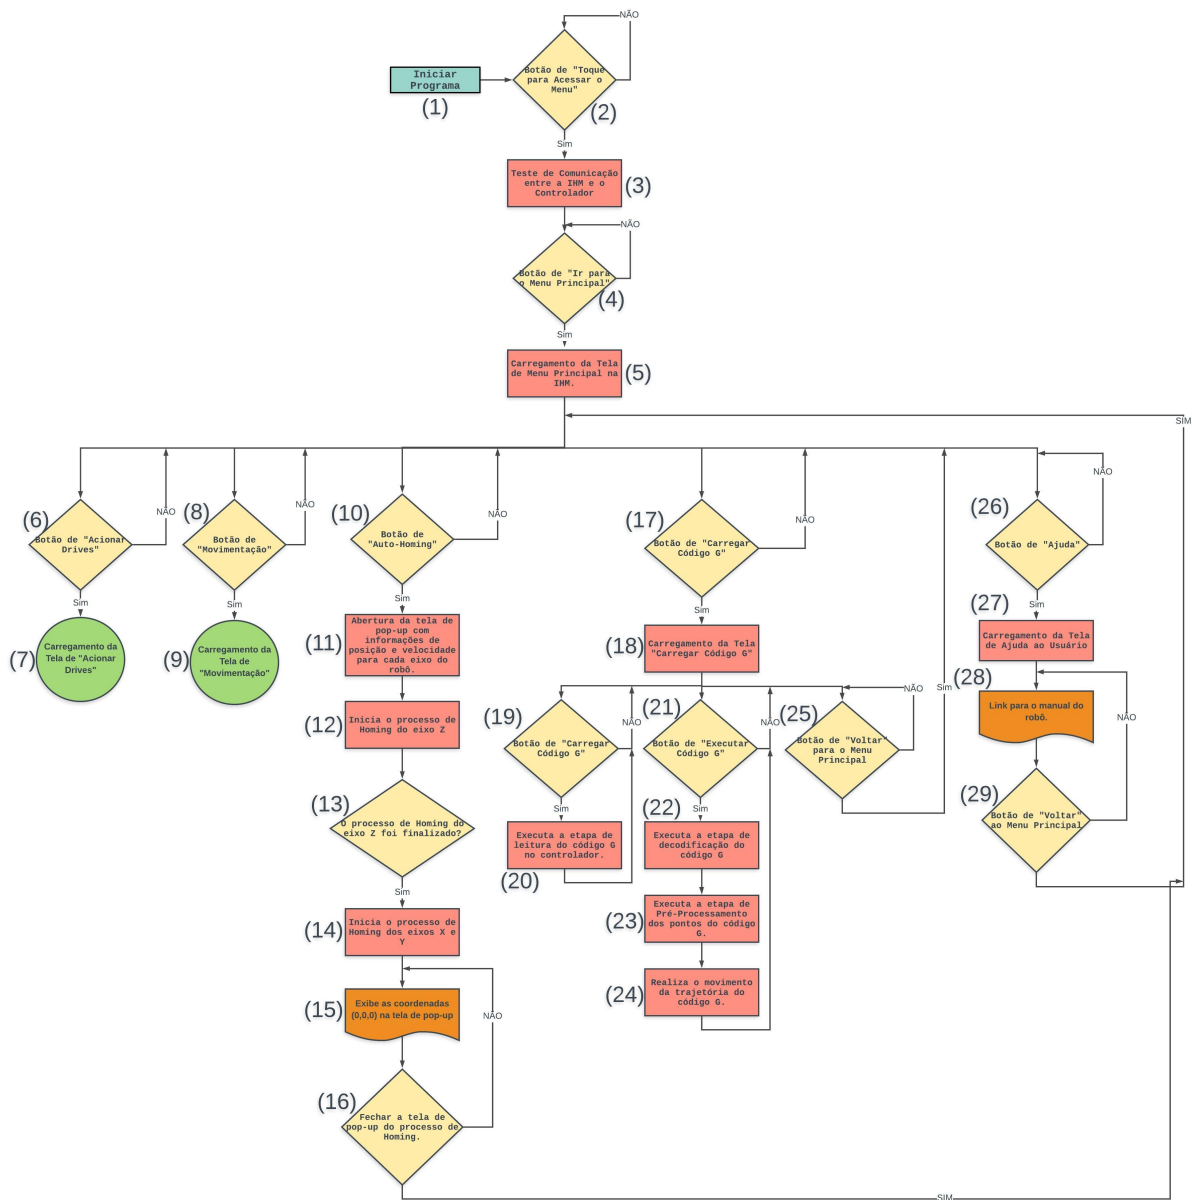 NÃO
Iniciar
Programa
(1)
Botão de "Toque
para Acessar o
Menu"
(2)
Sim
Teste de Comunicação
entre a IHM e o
Controlador
(3)
NÃO
Botão de "Ir para
o Menu Principal"
(4)
Sim
Carregamento da Tela
de Menu Principal na
IHM.
(5)
SIM
(6)
Botão de "Acionar
Drives"
NÃO
Sim
(7)
Carregamento da
Tela de "Acionar
Drives"
(8)
Botão de
"Movimentação"
NÃO
Sim
(9)
Carregamento da
Tela de
"Movimentação"
(10)
Botão de
"Auto-Homing"
NÃO
Sim
(11)
Abertura da tela de
pop-up com
informações de
posição e velocidade
para cada eixo do
robô.
(12)
Inicia o processo de
Homing do eixo Z
(13)
O processo de Homing do
eixo Z foi finalizado?
Sim
(14)
Inicia o processo de
Homing dos eixos X e
Y
(15)
Exibe as coordenadas
(0,0,0) na tela de pop-up
NÃO
(16)
Fechar a tela de
pop-up do processo de
Homing.
SIM
(17)
Botão de "Carregar
Código G"
NÃO
Sim
(18)
Carregamento da Tela
"Carregar Código G"
(19)
Botão de "Carregar
Código G"
NÃO
Sim
Executa a etapa de
leitura do código G
no controlador.
(20)
(21)
Botão de "Executar
Código G"
NÃO
Sim
(22)
Executa a etapa de
decodificação do
código G
(23)
Executa a etapa de
Pré-Processamento
dos pontos do código
G.
(24)
Realiza o movimento
da trajetória do
código G.
(25)
Botão de "Voltar"
para o Menu
Principal
NÃO
Sim
(26)
Botão de "Ajuda"
NÃO
Sim
(27)
Carregamento da Tela
de Ajuda ao Usuário
(28)
Link para o manual do
robô.
NÃO
(29)
Botão de "Voltar"
ao Menu Principal